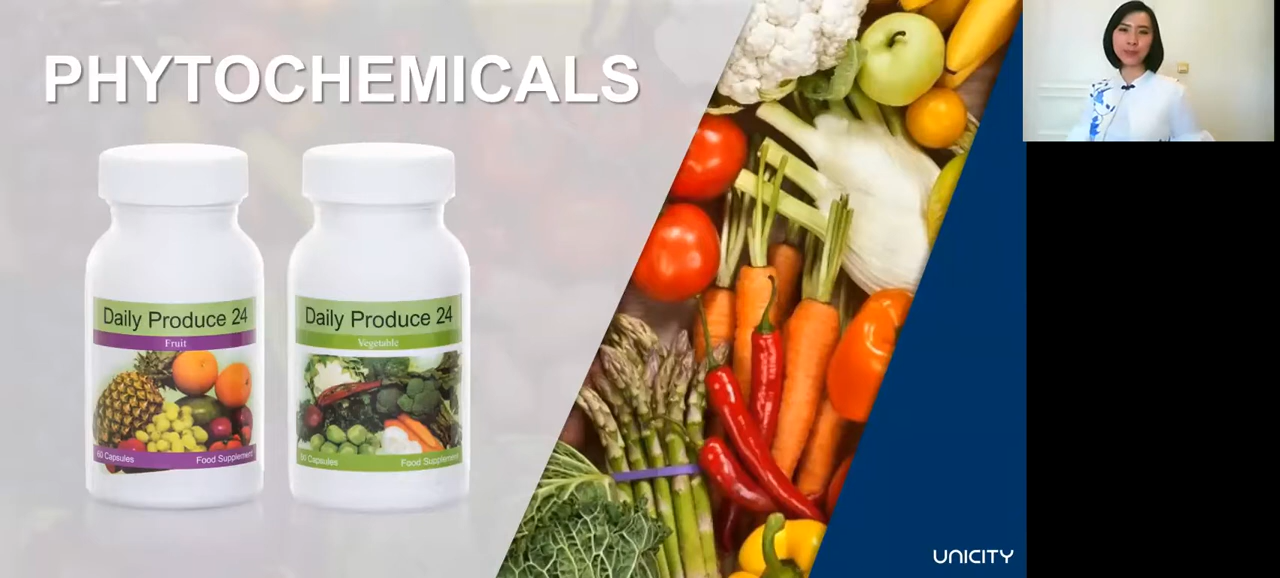 PHYTOCHEMICALS
Daily Produce 24
Fruit
60 Capsules
Food Supplement
Daily Produce 24
Vegetable
60 Capsules
Food Supplement
UNICITY